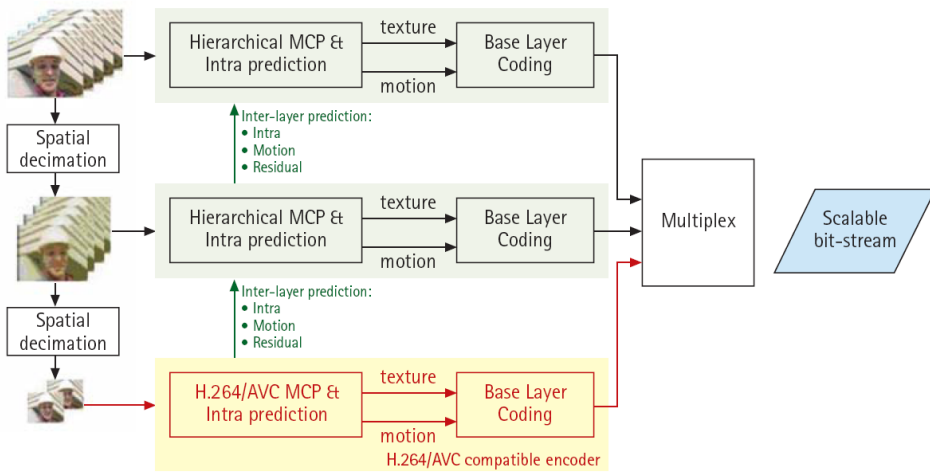 Hierarchical MCP &
Intra prediction
texture
motion
Base Layer
Coding
Spatial
decimation
Inter-layer prediction:
• Intra
• Motion
• Residual
Hierarchical MCP &
Intra prediction
texture
motion
Base Layer
Coding
Multiplex
Scalable
bit-stream
Spatial
decimation
Inter-layer prediction:
• Intra
• Motion
• Residual
H.264/AVC MCP &
Intra prediction
texture
motion
Base Layer
Coding
H.264/AVC compatible encoder